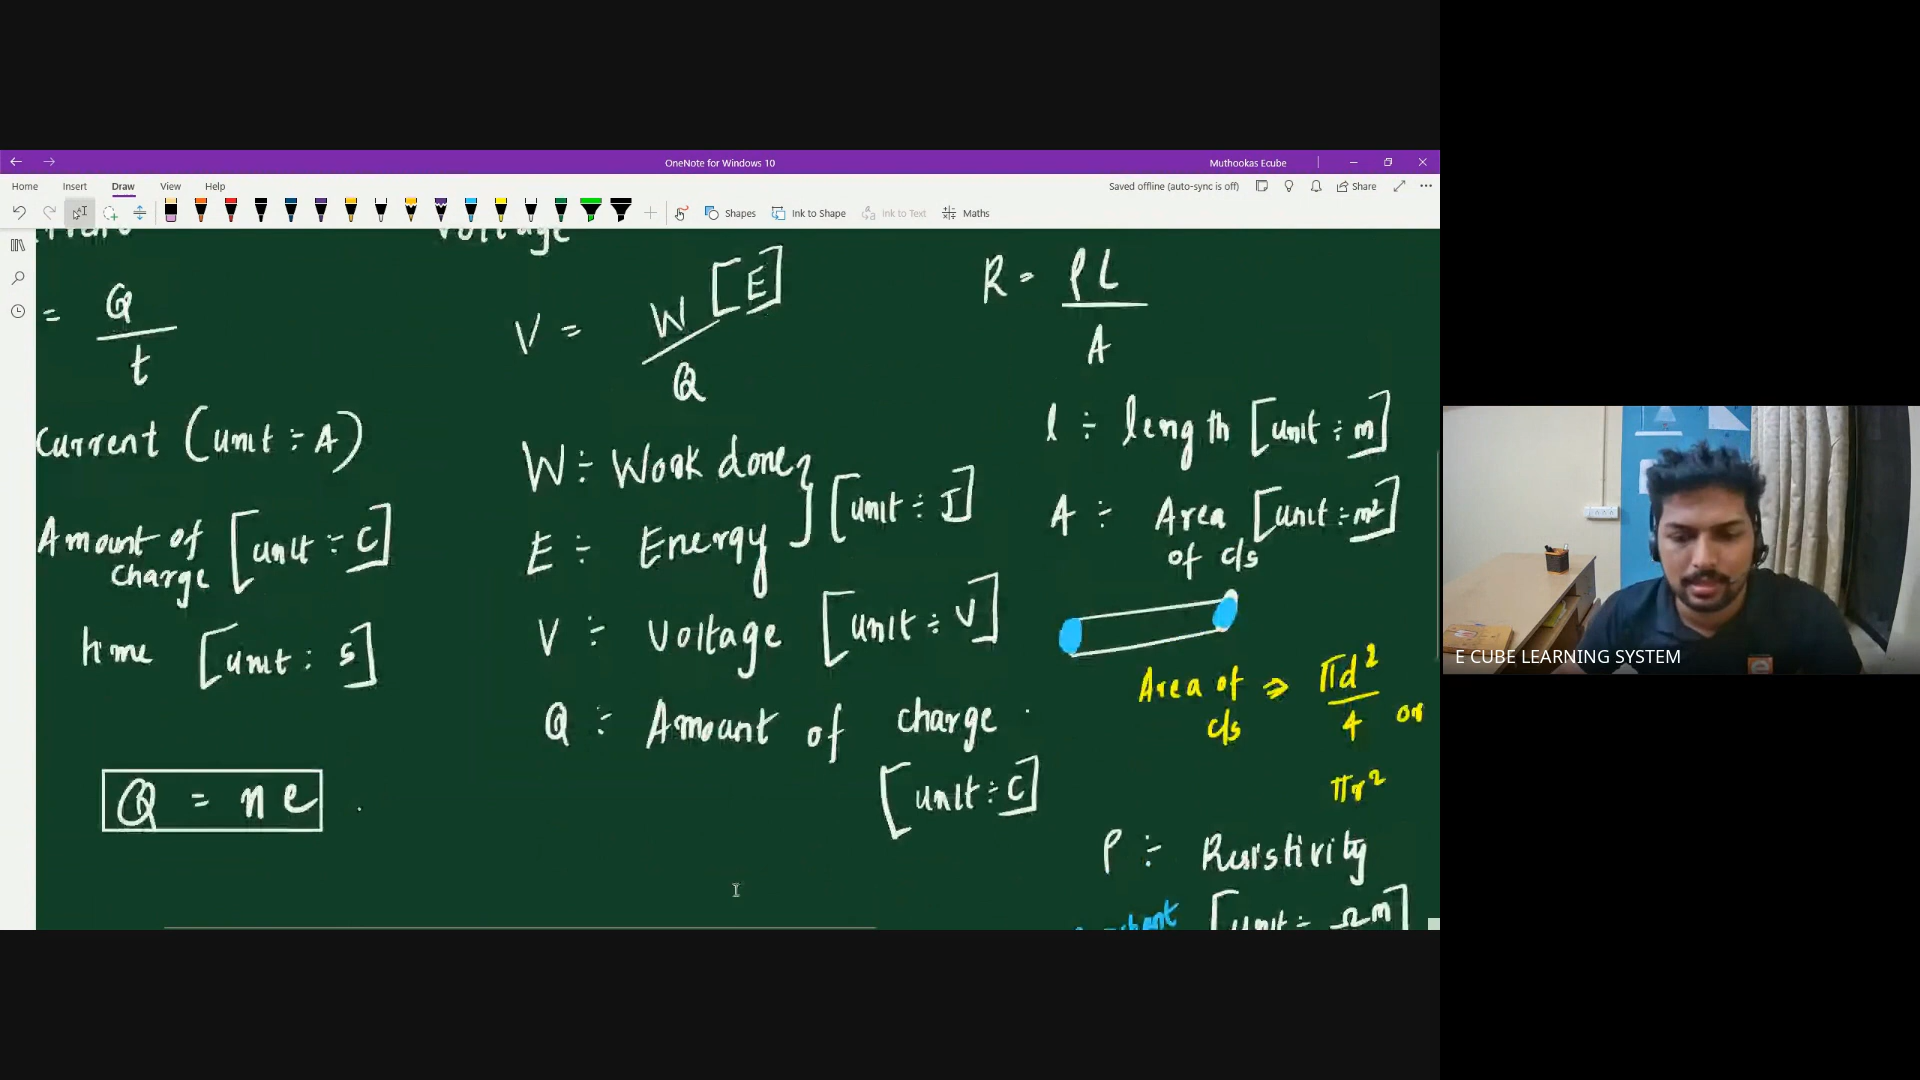 OneNote for Windows 10
Muthookas Ecube
Home Insert Draw View Help
Saved offline (auto-sync is off)
Share
Shapes
Ink to Shape
Ink to Text
Maths
Voltage
= Q
t
Current (unit ÷ A)
Amount of [unit ÷ C]
charge
time [unit : s]
Q = ne
V = W [E]
Q
W ÷ Work done
E ÷ Energy
[unit ÷ J]
V ÷ Voltage [unit ÷ V]
Q ÷ Amount of charge
[unit ÷ C]
R = ρL
A
l ÷ length [unit ÷ m]
A ÷ Area [unit ÷ m²]
of c/s
Area of ⇒ πd²
c/s 4 or
πr²
ρ ÷ Resistivity
[unit ÷ Ωm]
E CUBE LEARNING SYSTEM